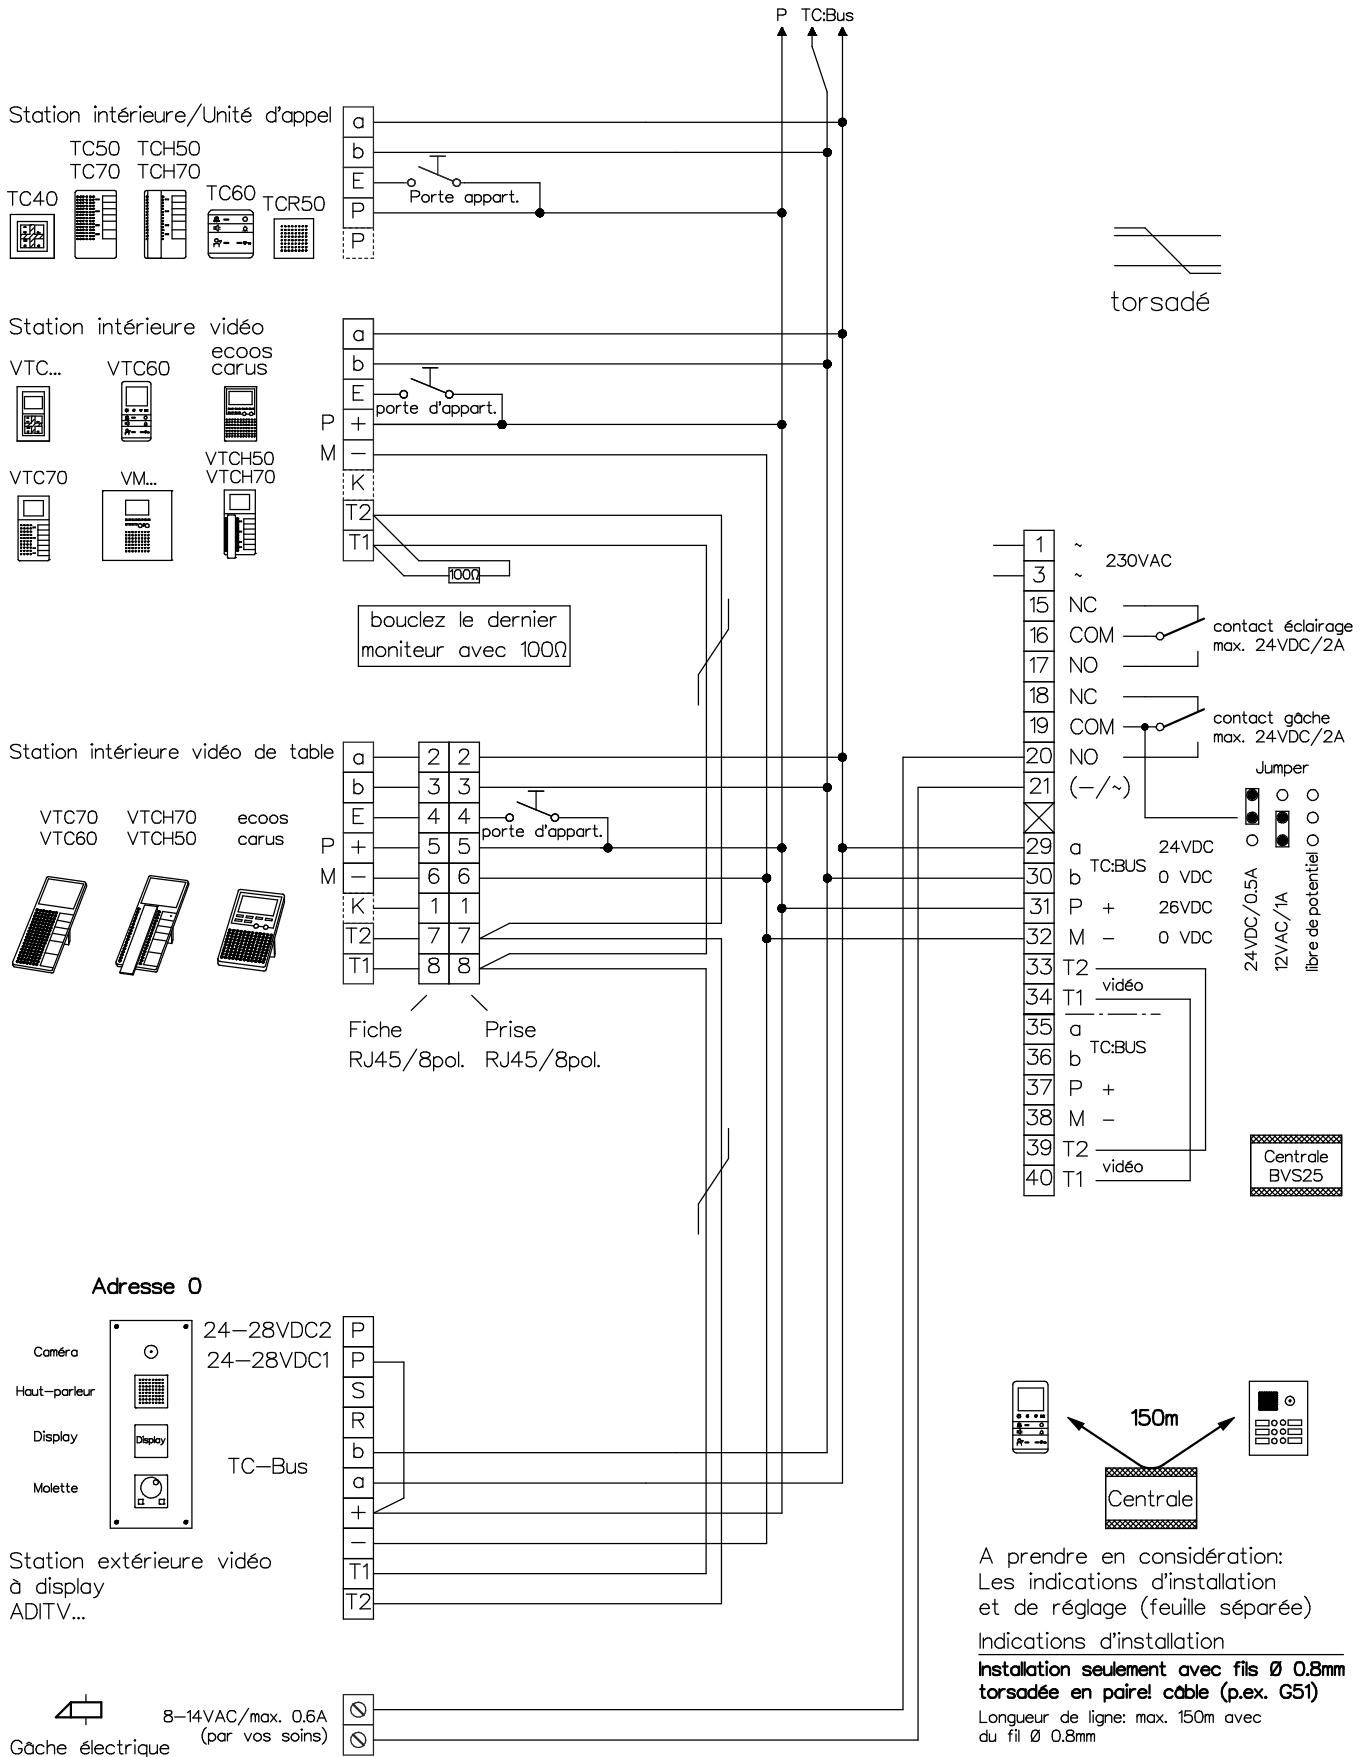 P TC:Bus
Station intérieure/Unité d'appel
TC50 TCH50
TC70 TCH70
TC40
TC60
TCR50
a
b
E
P
P
Porte appart.
torsadé
Station intérieure vidéo
VTC...
VTC60
ecoos
carus
VTC70
VM...
VTCH50
VTCH70
a
b
E
P +
M -
K
T2
T1
porte d'appart.
100Ω
bouclez le dernier
moniteur avec 100Ω
Station intérieure vidéo de table
VTC70 VTCH70 ecoos
VTC60 VTCH50 carus
a 2 2
b 3 3
E 4 4
P + 5 5
M - 6 6
K 1 1
T2 7 7
T1 8 8
porte d'appart.
Fiche Prise
RJ45/8pol. RJ45/8pol.
1 ~
3 ~
230VAC
15 NC
16 COM
17 NO
contact éclairage
max. 24VDC/2A
18 NC
19 COM
20 NO
contact gâche
max. 24VDC/2A
21 (-/~)
Jumper
24VDC/0.5A
12VAC/1A
libre de potentiel
29 a 24VDC
TC:BUS
30 b 0 VDC
31 P + 26VDC
32 M - 0 VDC
33 T2
vidéo
34 T1
35 a
TC:BUS
36 b
37 P +
38 M -
39 T2
vidéo
40 T1
Centrale
BVS25
Adresse 0
Caméra
Haut-parleur
Display
Display
Molette
24-28VDC2 P
24-28VDC1 P
S
R
b
TC-Bus
a
+
-
T1
T2
Station extérieure vidéo
à display
ADITV...
150m
Centrale
A prendre en considération:
Les indications d'installation
et de réglage (feuille séparée)
Indications d'installation
Installation seulement avec fils Ø 0.8mm
torsadée en paire! câble (p.ex. G51)
Longueur de ligne: max. 150m avec
du fil Ø 0.8mm
8-14VAC/max. 0.6A
(par vos soins)
Gâche électrique